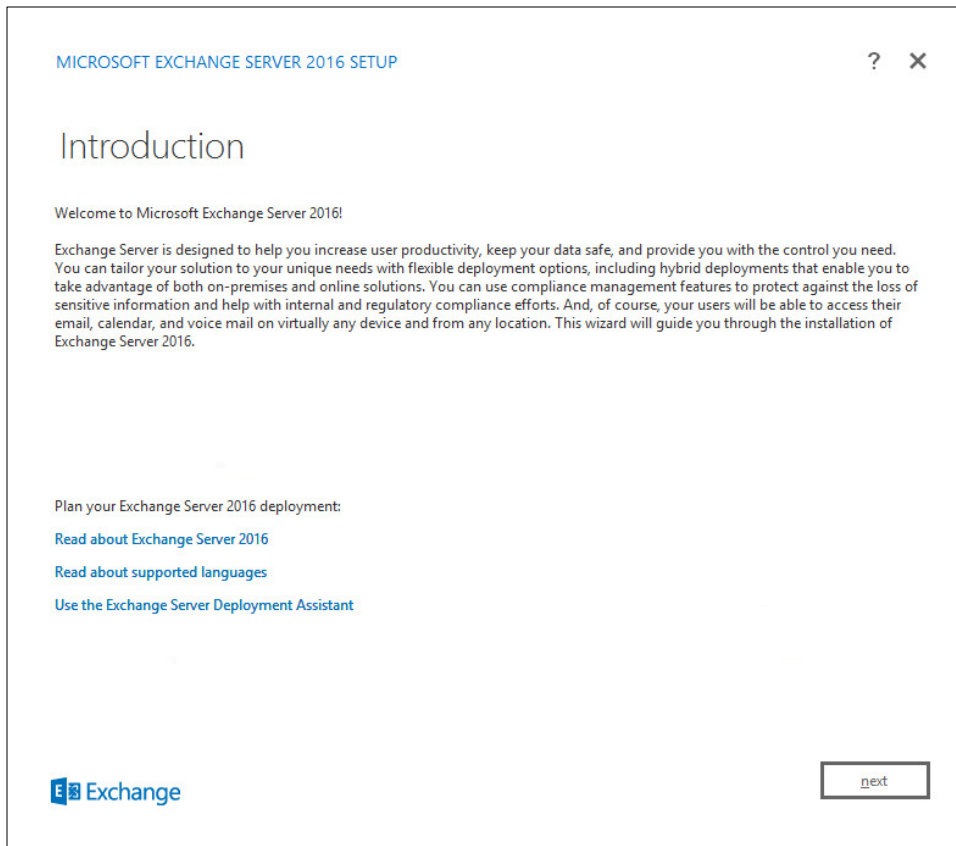 MICROSOFT EXCHANGE SERVER 2016 SETUP
?
Introduction
Welcome to Microsoft Exchange Server 2016!
Exchange Server is designed to help you increase user productivity, keep your data safe, and provide you with the control you need.
You can tailor your solution to your unique needs with flexible deployment options, including hybrid deployments that enable you to
take advantage of both on-premises and online solutions. You can use compliance management features to protect against the loss of
sensitive information and help with internal and regulatory compliance efforts. And, of course, your users will be able to access their
email, calendar, and voice mail on virtually any device and from any location. This wizard will guide you through the installation of
Exchange Server 2016.
Plan your Exchange Server 2016 deployment:
Read about Exchange Server 2016
Read about supported languages
Use the Exchange Server Deployment Assistant
E Exchange
next